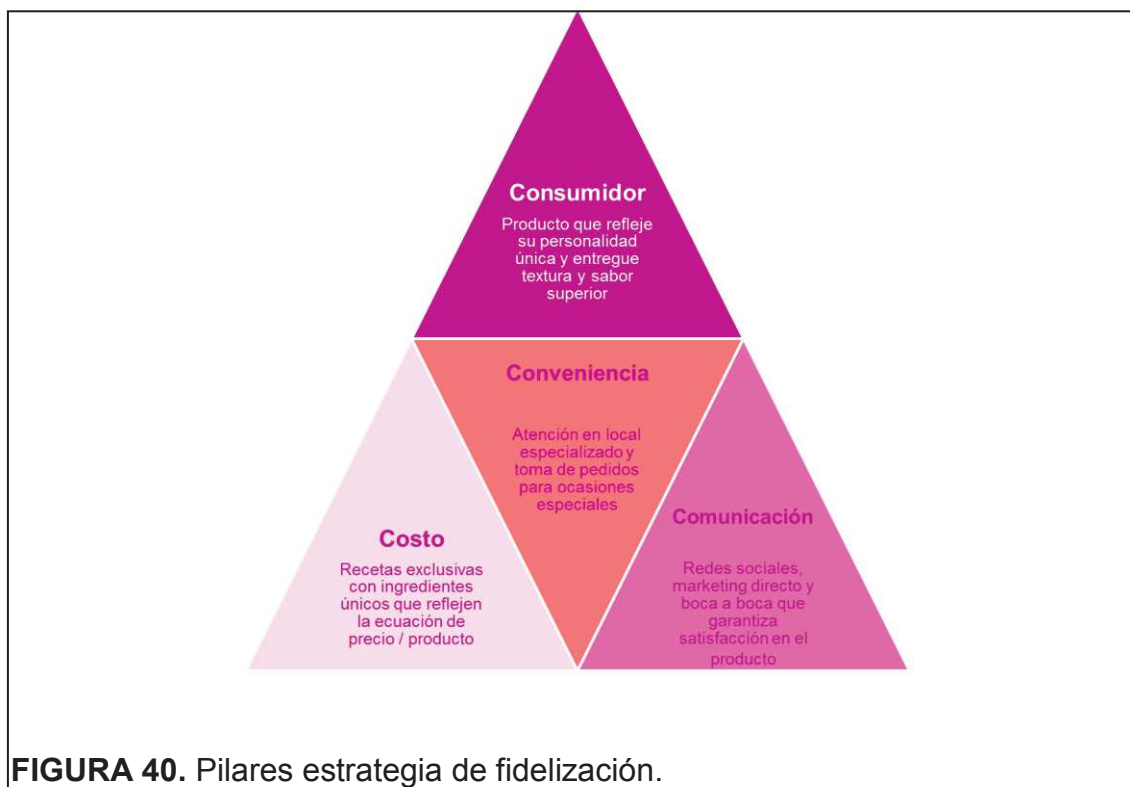 Consumidor
Producto que refleje
su personalidad
única y entregue
textura y sabor
superior
Conveniencia
Atención en local
especializado y
toma de pedidos
para ocasiones
especiales
Costo
Recetas exclusivas
con ingredientes
únicos que reflejen
la ecuación de
precio / producto
Comunicación
Redes sociales,
marketing directo y
boca a boca que
garantiza
satisfacción en el
producto
FIGURA 40. Pilares estrategia de fidelización.